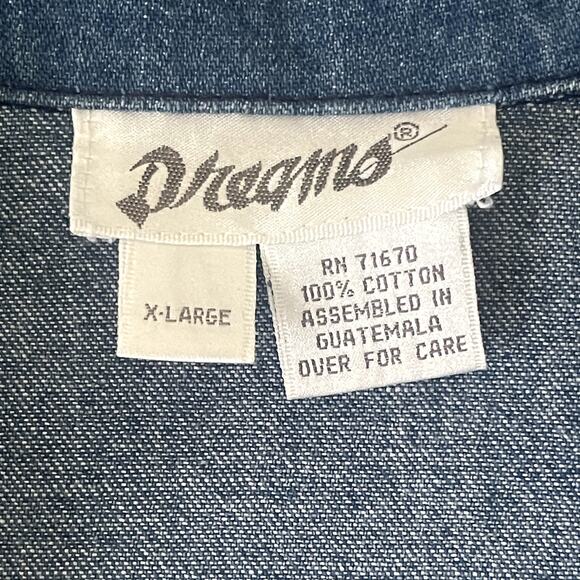 Dreams®
X-LARGE
RN 71670
100% COTTON
ASSEMBLED IN
GUATEMALA
OVER FOR CARE